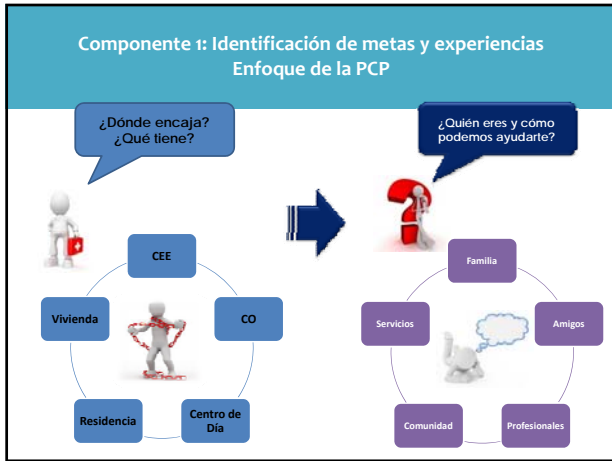 Componente 1: Identificación de metas y experiencias
Enfoque de la PCP
¿Dónde encaja?
¿Qué tiene?
¿Quién eres y cómo
podemos ayudarte?
CEE
Vivienda
CO
Residencia
Centro de
Día
Familia
Servicios
Amigos
Comunidad
Profesionales